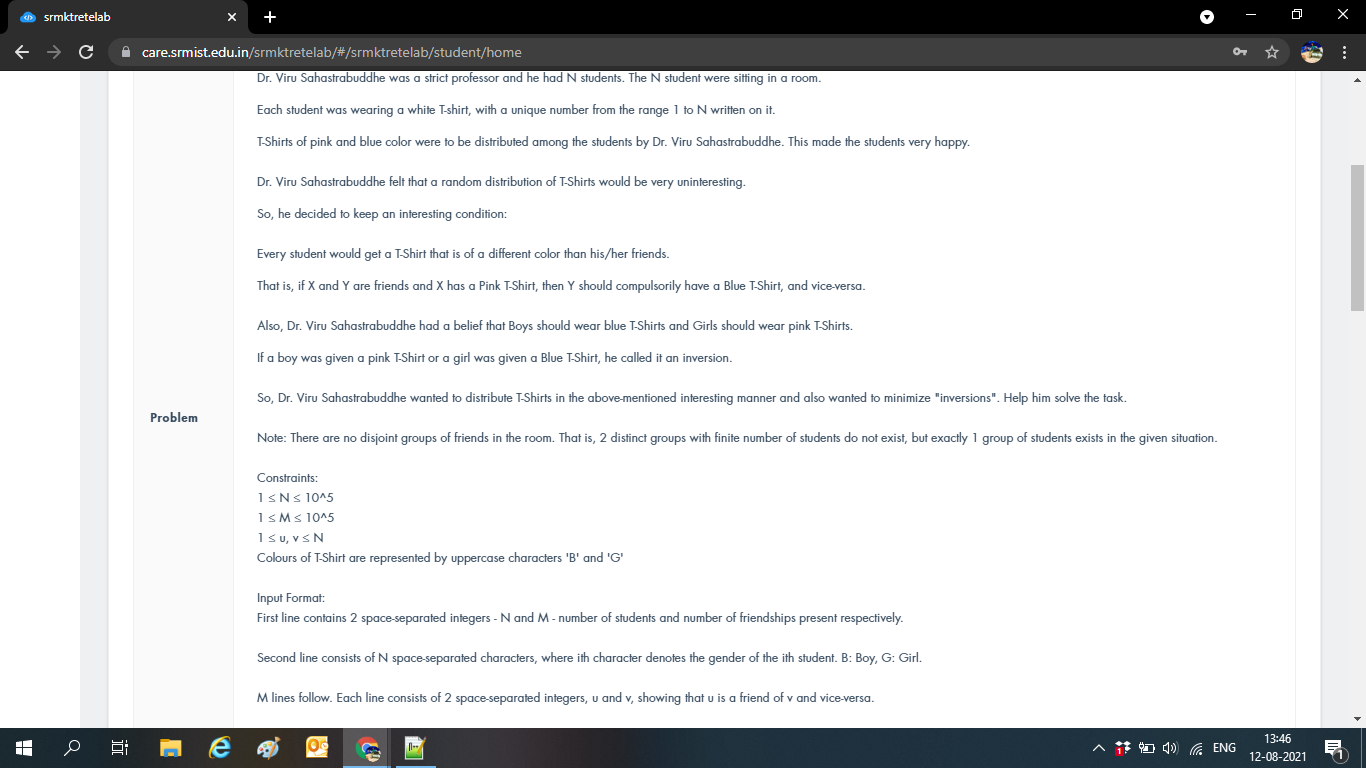 srmktretelab
care.srmist.edu.in/srmktretelab/#/srmktretelab/student/home
Dr. Viru Sahastrabuddhe was a strict professor and he had N students. The N student were sitting in a room.
Each student was wearing a white T-shirt, with a unique number from the range 1 to N written on it.
T-Shirts of pink and blue color were to be distributed among the students by Dr. Viru Sahastrabuddhe. This made the students very happy.
Dr. Viru Sahastrabuddhe felt that a random distribution of T-Shirts would be very uninteresting.
So, he decided to keep an interesting condition:
Every student would get a T-Shirt that is of a different color than his/her friends.
That is, if X and Y are friends and X has a Pink T-Shirt, then Y should compulsorily have a Blue T-Shirt, and vice-versa.
Also, Dr. Viru Sahastrabuddhe had a belief that Boys should wear blue T-Shirts and Girls should wear pink T-Shirts.
If a boy was given a pink T-Shirt or a girl was given a Blue T-Shirt, he called it an inversion.
So, Dr. Viru Sahastrabuddhe wanted to distribute T-Shirts in the above-mentioned interesting manner and also wanted to minimize "inversions". Help him solve the task.
Problem
Note: There are no disjoint groups of friends in the room. That is, 2 distinct groups with finite number of students do not exist, but exactly 1 group of students exists in the given situation.
Constraints:
1 ≤ N ≤ 10^5
1 ≤ M ≤ 10^5
1 ≤ u, v ≤ N
Colours of T-Shirt are represented by uppercase characters 'B' and 'G'
Input Format:
First line contains 2 space-separated integers - N and M - number of students and number of friendships present respectively.
Second line consists of N space-separated characters, where ith character denotes the gender of the ith student. B: Boy, G: Girl.
M lines follow. Each line consists of 2 space-separated integers, u and v, showing that u is a friend of v and vice-versa.
ENG
13:46
12-08-2021
1